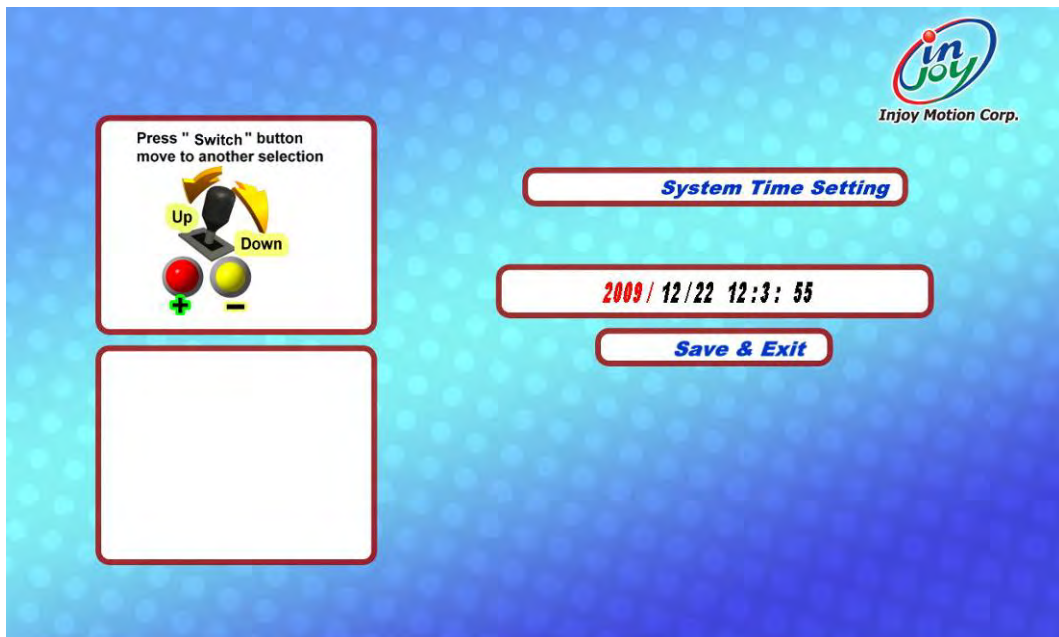 in
joy
Injoy Motion Corp.
Press " Switch " button
move to another selection
Up
Down
+
−
System Time Setting
2009 / 12 / 22 12 : 3 : 55
Save & Exit